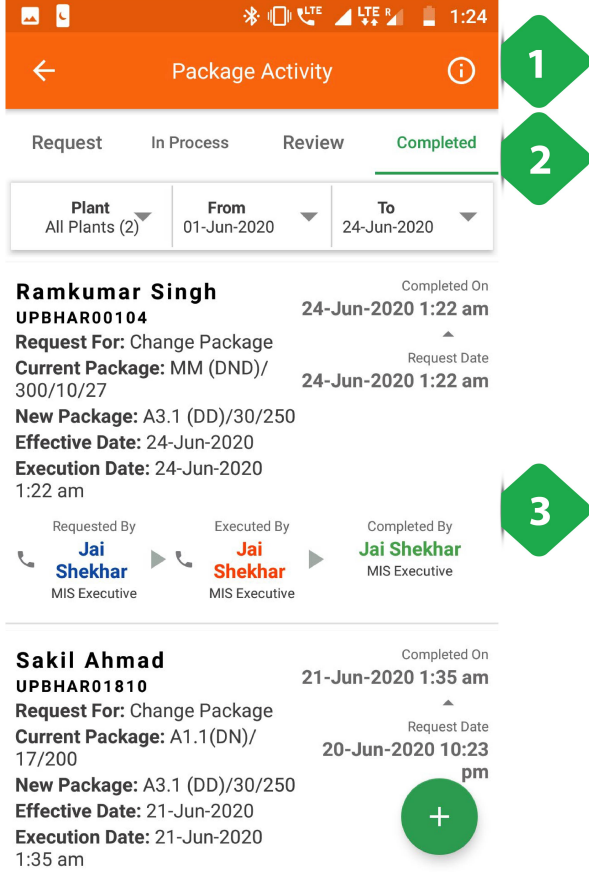 LTE LTE R 1:24
Package Activity
1
Request In Process Review Completed
2
Plant From To
All Plants (2) 01-Jun-2020 24-Jun-2020
Ramkumar Singh
UPBHAR00104
Request For: Change Package
Current Package: MM (DND)/
300/10/27
New Package: A3.1 (DD)/30/250
Effective Date: 24-Jun-2020
Execution Date: 24-Jun-2020
1:22 am
Completed On
24-Jun-2020 1:22 am
Request Date
24-Jun-2020 1:22 am
3
Requested By
Jai
Shekhar
MIS Executive
Executed By
Jai
Shekhar
MIS Executive
Completed By
Jai Shekhar
MIS Executive
Sakil Ahmad
UPBHAR01810
Request For: Change Package
Current Package: A1.1(DN)/
17/200
New Package: A3.1 (DD)/30/250
Effective Date: 21-Jun-2020
Execution Date: 21-Jun-2020
1:35 am
Completed On
21-Jun-2020 1:35 am
Request Date
20-Jun-2020 10:23
pm
+